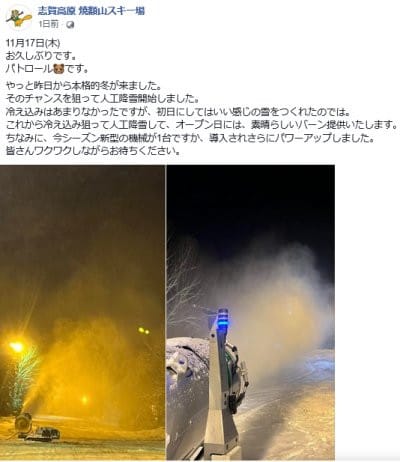 志賀高原 焼額山スキー場
1日前
11月17日(木)
お久しぶりです。
パトロール🐻です。
やっと昨日から本格的冬が来ました。
そのチャンスを狙って人工降雪開始しました。
冷え込みはあまりなかったですが、初日にしてはいい感じの雪をつくれたのでは。
これから冷え込み狙って人工降雪して、オープン日には、素晴らしいバーン提供いたします。
ちなみに、今シーズン新型の機械が1台ですか、導入されさらにパワーアップしました。
皆さんワクワクしながらお待ちください。